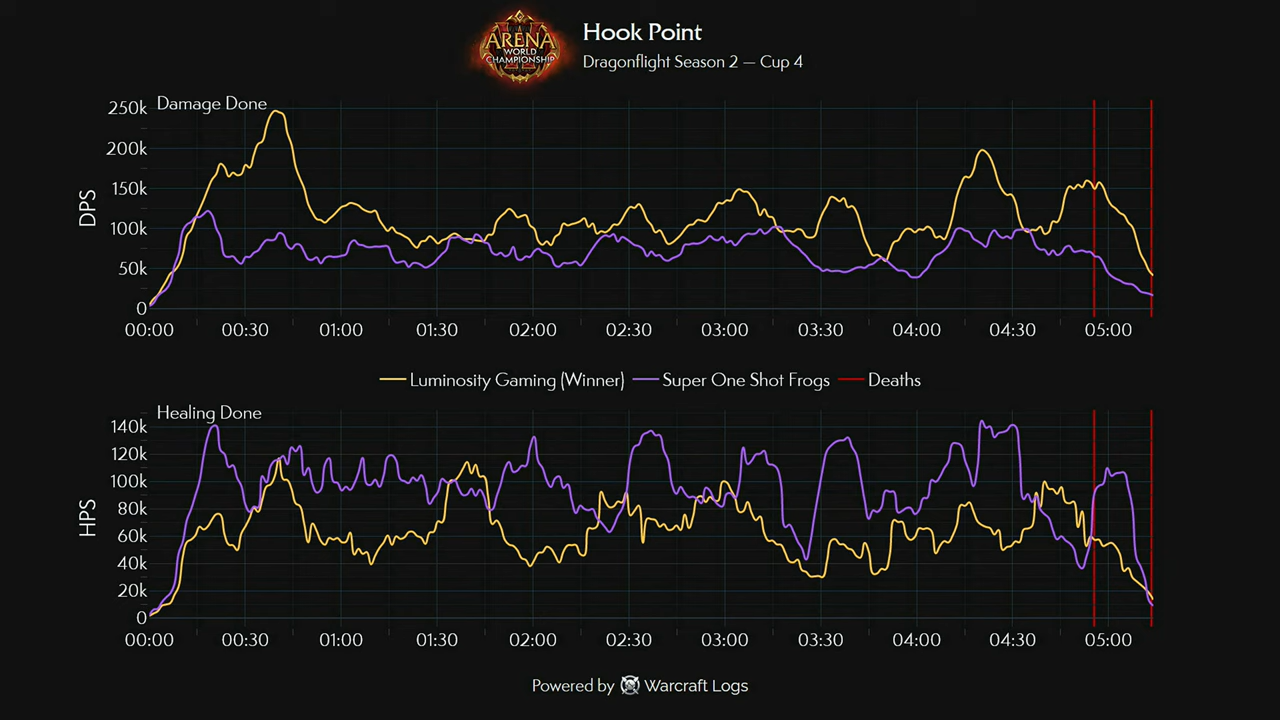 ARENA
WORLD
CHAMPIONSHIP
Hook Point
Dragonflight Season 2 — Cup 4
Damage Done
DPS
250k
200k
150k
100k
50k
0
00:00 00:30 01:00 01:30 02:00 02:30 03:00 03:30 04:00 04:30 05:00
Luminosity Gaming (Winner) Super One Shot Frogs Deaths
Healing Done
HPS
140k
120k
100k
80k
60k
40k
20k
0
00:00 00:30 01:00 01:30 02:00 02:30 03:00 03:30 04:00 04:30 05:00
Powered by Warcraft Logs